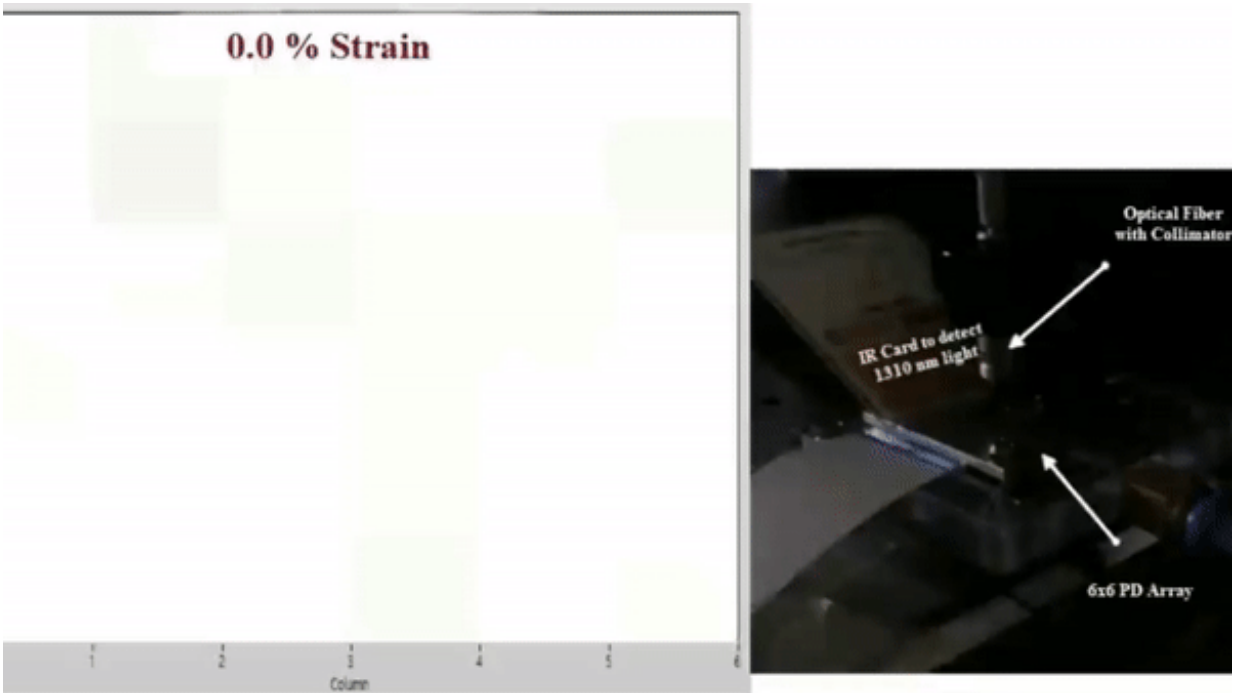 0.0 % Strain
1
2
3
4
5
6
Column
Optical Fiber
with Collimator
IR Card to detect
1310 nm light
6x6 PD Array